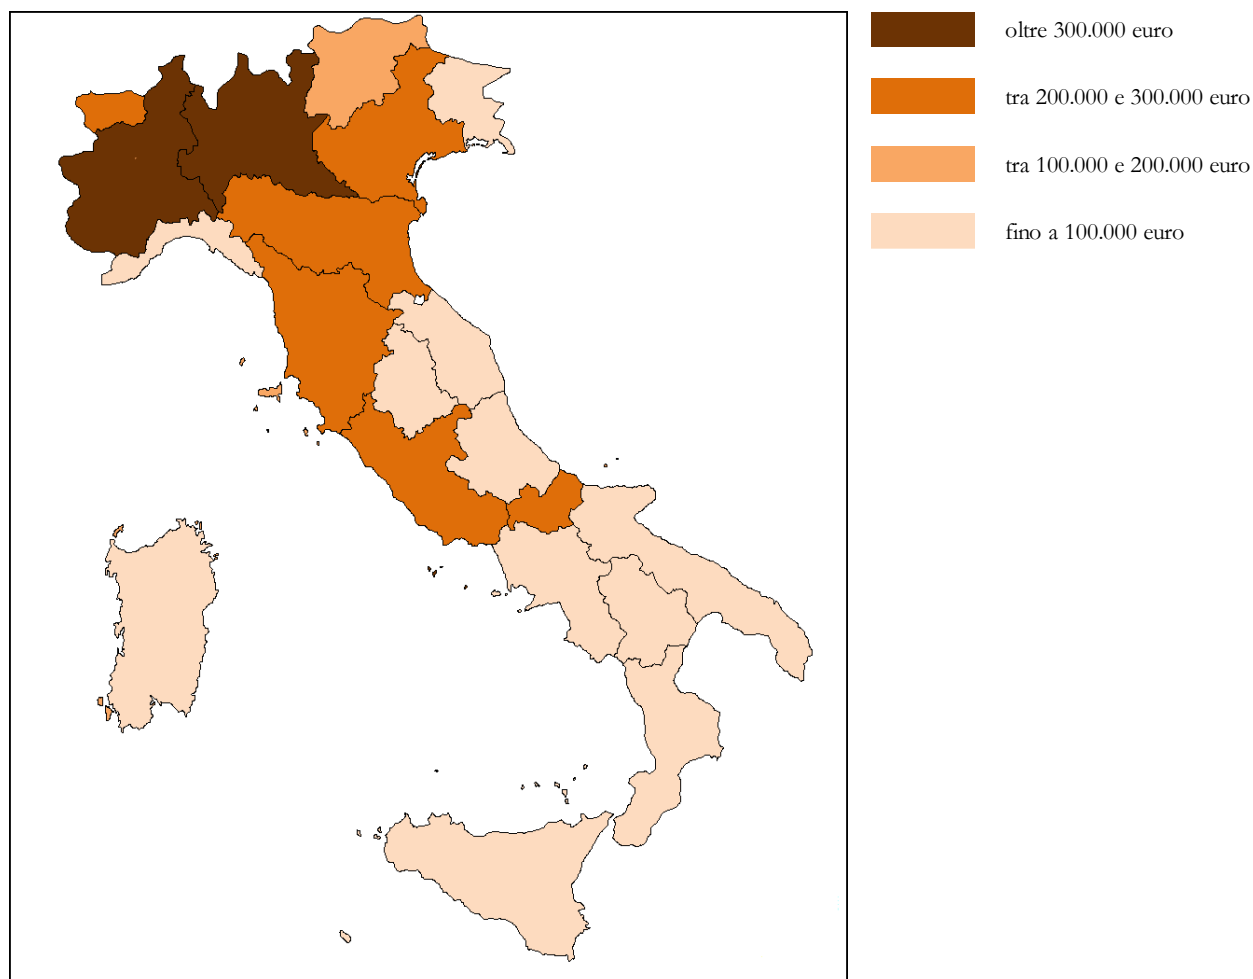 oltre 300.000 euro
tra 200.000 e 300.000 euro
tra 100.000 e 200.000 euro
fino a 100.000 euro